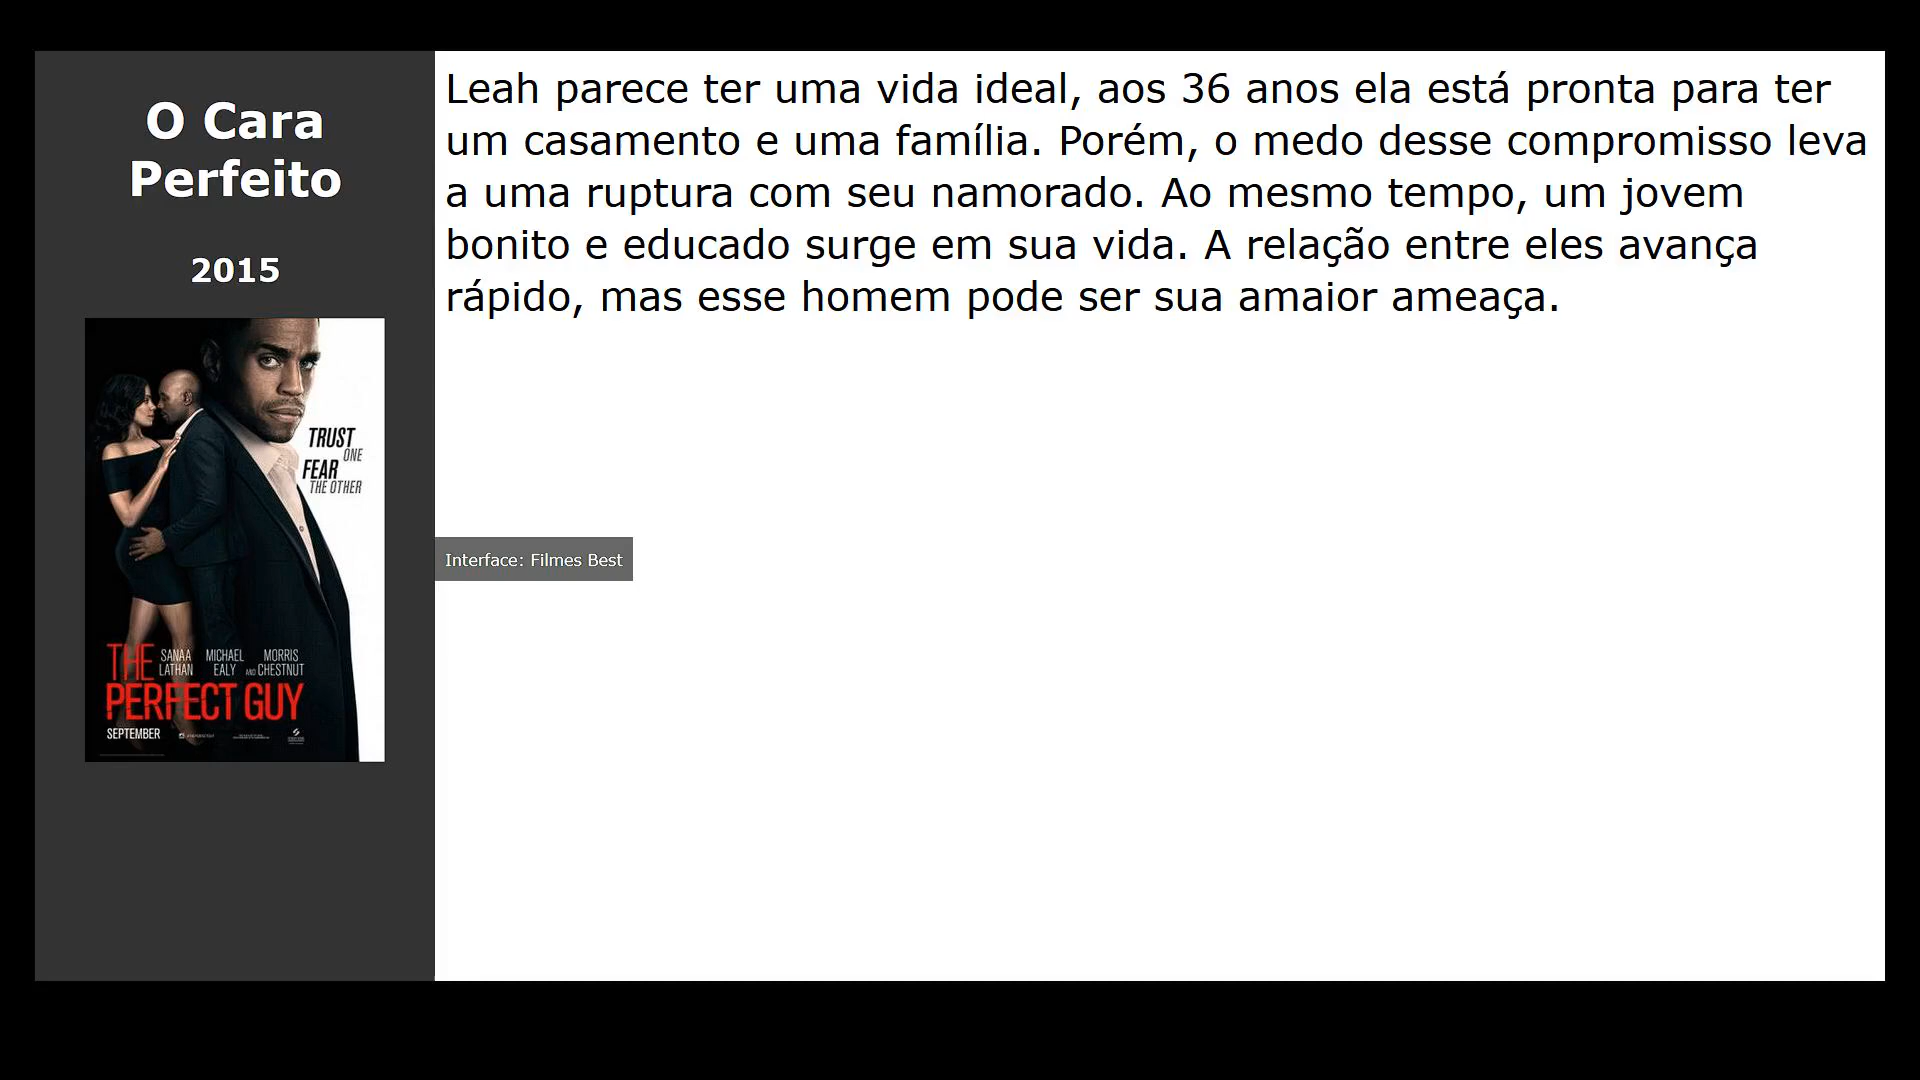 O Cara
Perfeito
2015
TRUST
ONE
FEAR
THE OTHER
THE
SANAA
LATHAN
MICHAEL
EALY
AND
MORRIS
CHESTNUT
PERFECT GUY
SEPTEMBER
Leah parece ter uma vida ideal, aos 36 anos ela está pronta para ter
um casamento e uma família. Porém, o medo desse compromisso leva
a uma ruptura com seu namorado. Ao mesmo tempo, um jovem
bonito e educado surge em sua vida. A relação entre eles avança
rápido, mas esse homem pode ser sua amaior ameaça.
Interface: Filmes Best